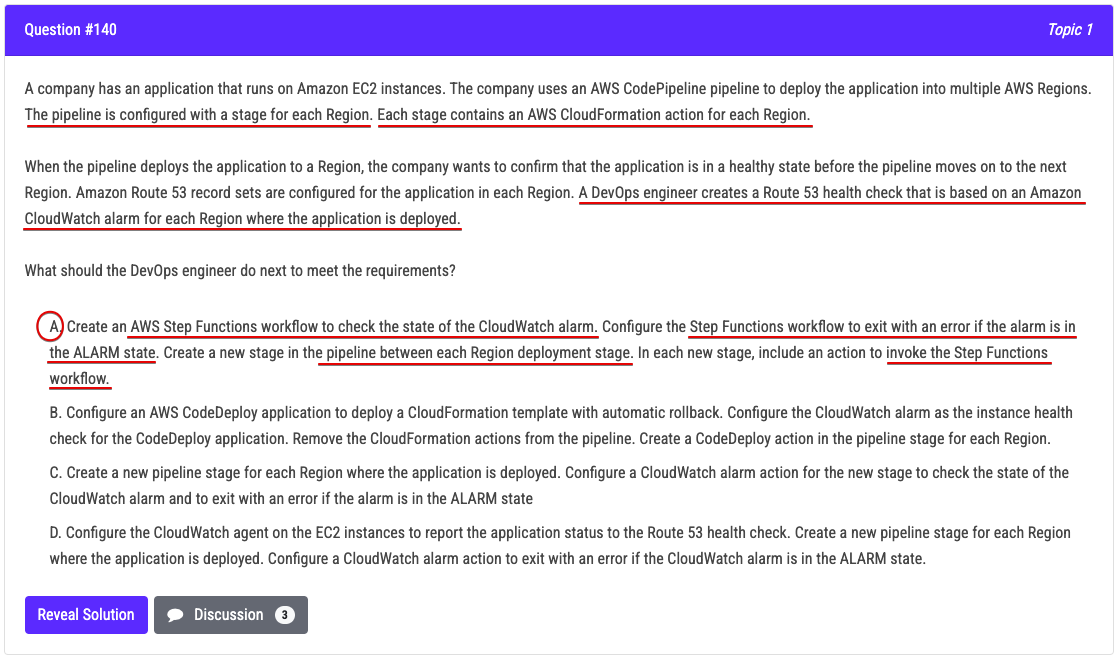 Question #140
Topic 1
A company has an application that runs on Amazon EC2 instances. The company uses an AWS CodePipeline pipeline to deploy the application into multiple AWS Regions.
The pipeline is configured with a stage for each Region. Each stage contains an AWS CloudFormation action for each Region.
When the pipeline deploys the application to a Region, the company wants to confirm that the application is in a healthy state before the pipeline moves on to the next
Region. Amazon Route 53 record sets are configured for the application in each Region. A DevOps engineer creates a Route 53 health check that is based on an Amazon
CloudWatch alarm for each Region where the application is deployed.
What should the DevOps engineer do next to meet the requirements?
A. Create an AWS Step Functions workflow to check the state of the CloudWatch alarm. Configure the Step Functions workflow to exit with an error if the alarm is in
the ALARM state. Create a new stage in the pipeline between each Region deployment stage. In each new stage, include an action to invoke the Step Functions
workflow.
B. Configure an AWS CodeDeploy application to deploy a CloudFormation template with automatic rollback. Configure the CloudWatch alarm as the instance health
check for the CodeDeploy application. Remove the CloudFormation actions from the pipeline. Create a CodeDeploy action in the pipeline stage for each Region.
C. Create a new pipeline stage for each Region where the application is deployed. Configure a CloudWatch alarm action for the new stage to check the state of the
CloudWatch alarm and to exit with an error if the alarm is in the ALARM state
D. Configure the CloudWatch agent on the EC2 instances to report the application status to the Route 53 health check. Create a new pipeline stage for each Region
where the application is deployed. Configure a CloudWatch alarm action to exit with an error if the CloudWatch alarm is in the ALARM state.
Reveal Solution
Discussion 3